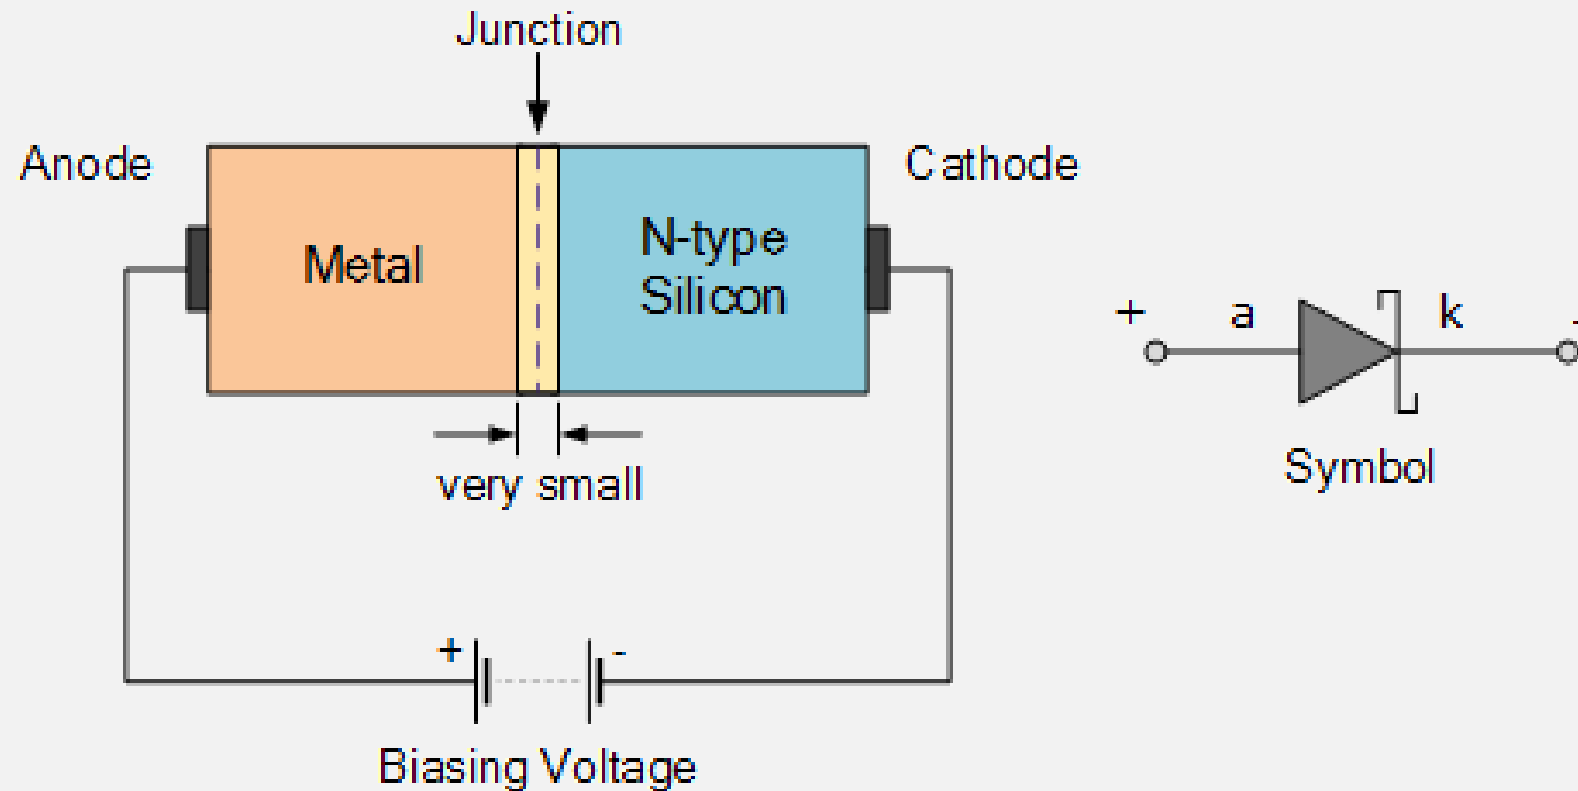 Junction
Anode
Cathode
Metal
N-type
Silicon
very small
+ -
Biasing Voltage
+ a k -
Symbol